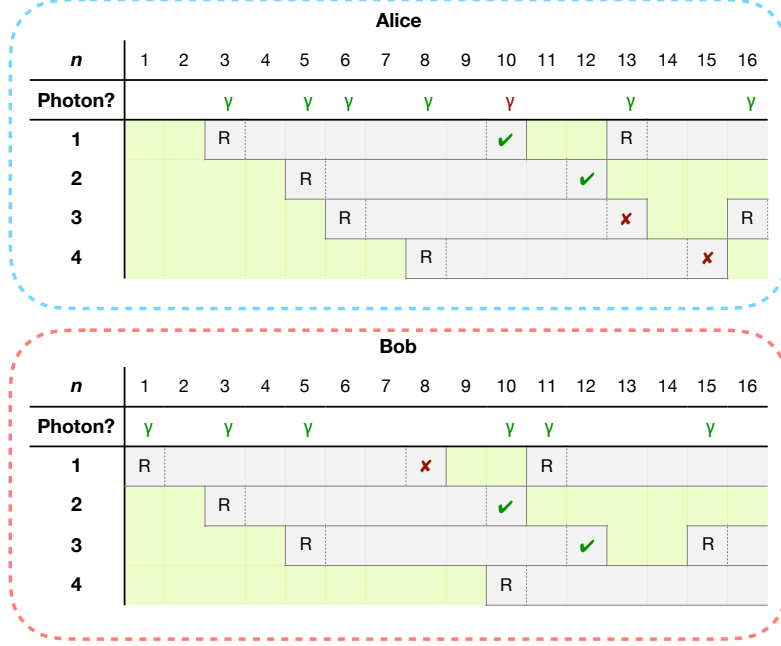 Alice
n 1 2 3 4 5 6 7 8 9 10 11 12 13 14 15 16
Photon? γ γ γ γ γ γ γ
1 R ✔ R
2 R ✔
3 R ✘ R
4 R ✘
Bob
n 1 2 3 4 5 6 7 8 9 10 11 12 13 14 15 16
Photon? γ γ γ γ γ γ
1 R ✘ R
2 R ✔
3 R ✔ R
4 R